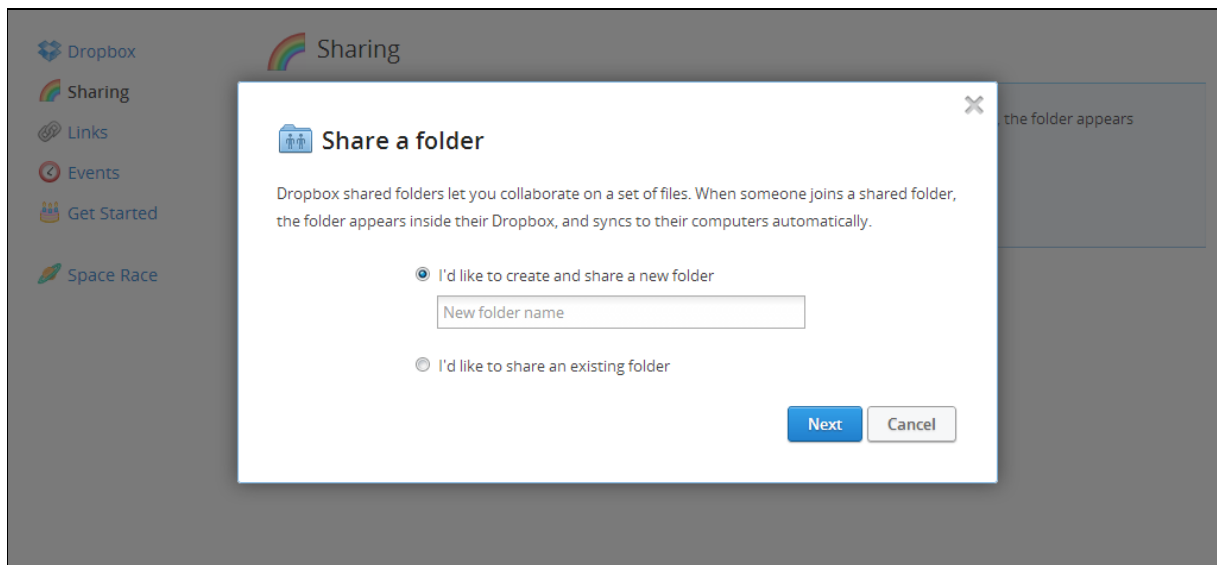 Dropbox
Sharing
Links
Events
Get Started
Space Race
Sharing
the folder appears
Share a folder
Dropbox shared folders let you collaborate on a set of files. When someone joins a shared folder,
the folder appears inside their Dropbox, and syncs to their computers automatically.
I'd like to create and share a new folder
New folder name
I'd like to share an existing folder
Next
Cancel